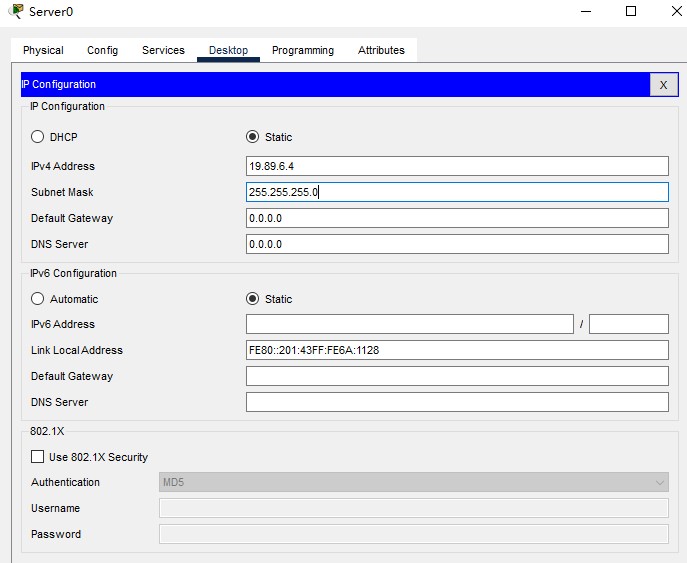 Server0
Physical Config Services Desktop Programming Attributes
IP Configuration X
IP Configuration
DHCP Static
IPv4 Address 19.89.6.4
Subnet Mask 255.255.255.0
Default Gateway 0.0.0.0
DNS Server 0.0.0.0
IPv6 Configuration
Automatic Static
IPv6 Address /
Link Local Address FE80::201:43FF:FE6A:1128
Default Gateway
DNS Server
802.1X
Use 802.1X Security
Authentication MD5
Username
Password